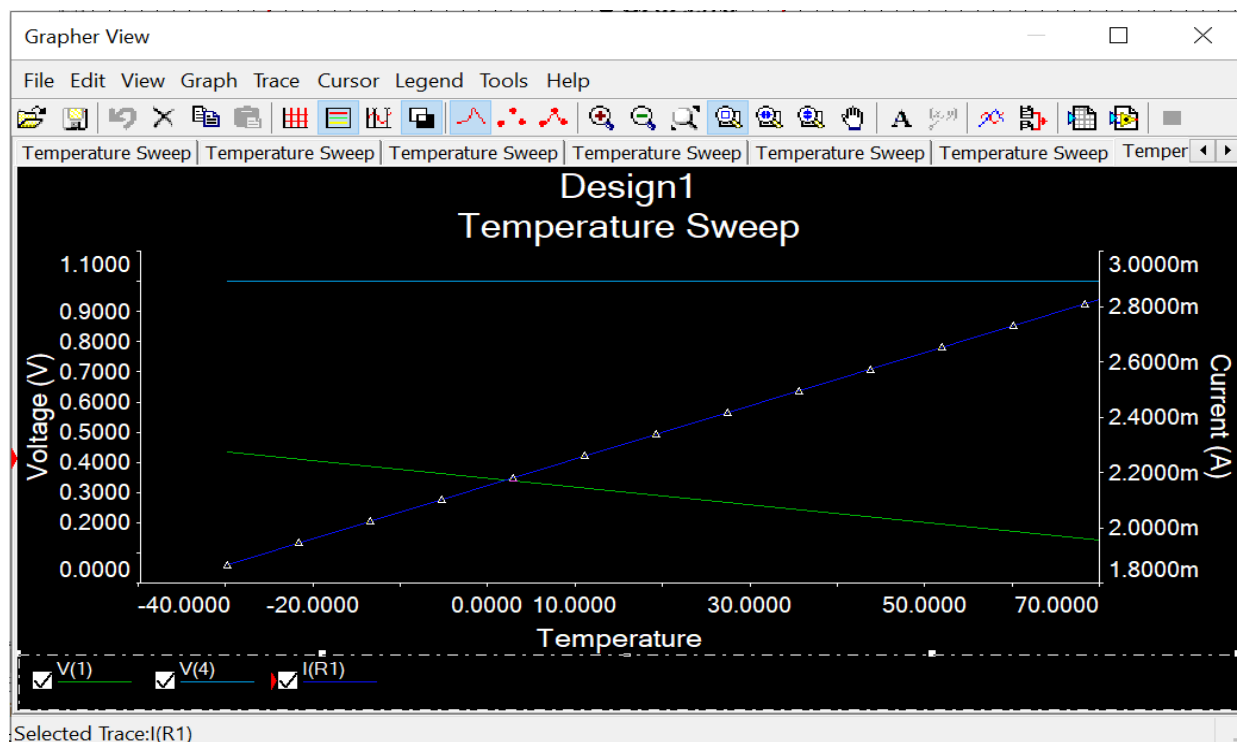 Grapher View
File Edit View Graph Trace Cursor Legend Tools Help
A
Temperature Sweep Temperature Sweep Temperature Sweep Temperature Sweep Temperature Sweep Temperature Sweep Temper
Design1
Temperature Sweep
1.1000
0.9000
0.8000
0.7000
0.6000
0.5000
0.4000
0.3000
0.2000
0.0000
Voltage (V)
3.0000m
2.8000m
2.6000m
2.4000m
2.2000m
2.0000m
1.8000m
Current (A)
-40.0000 -20.0000 0.0000 10.0000 30.0000 50.0000 70.0000
Temperature
V(1) V(4) I(R1)
Selected Trace:I(R1)